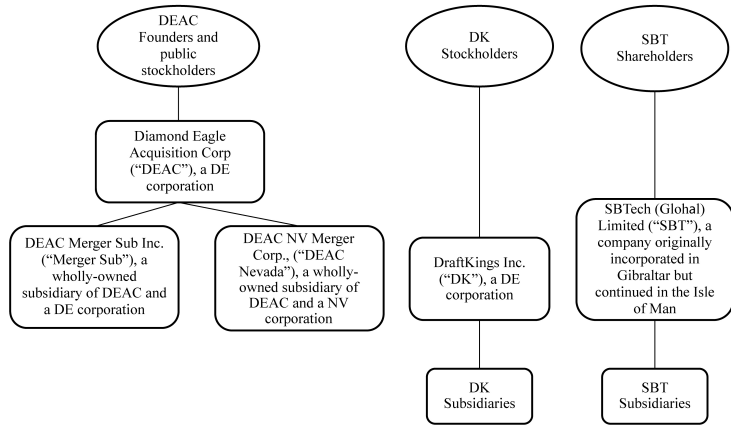 DEAC
Founders and
public
stockholders
DK
Stockholders
SBT
Shareholders
Diamond Eagle
Acquisition Corp
(“DEAC”), a DE
corporation
DEAC Merger Sub Inc.
(“Merger Sub”), a
wholly-owned
subsidiary of DEAC and
a DE corporation
DEAC NV Merger
Corp., (“DEAC
Nevada”), a wholly-
owned subsidiary of
DEAC and a NV
corporation
DraftKings Inc.
(“DK”), a DE
corporation
SBTech (Glohal)
Limited (“SBT”), a
company originally
incorporated in
Gibraltar but
continued in the Isle
of Man
DK
Subsidiaries
SBT
Subsidiaries